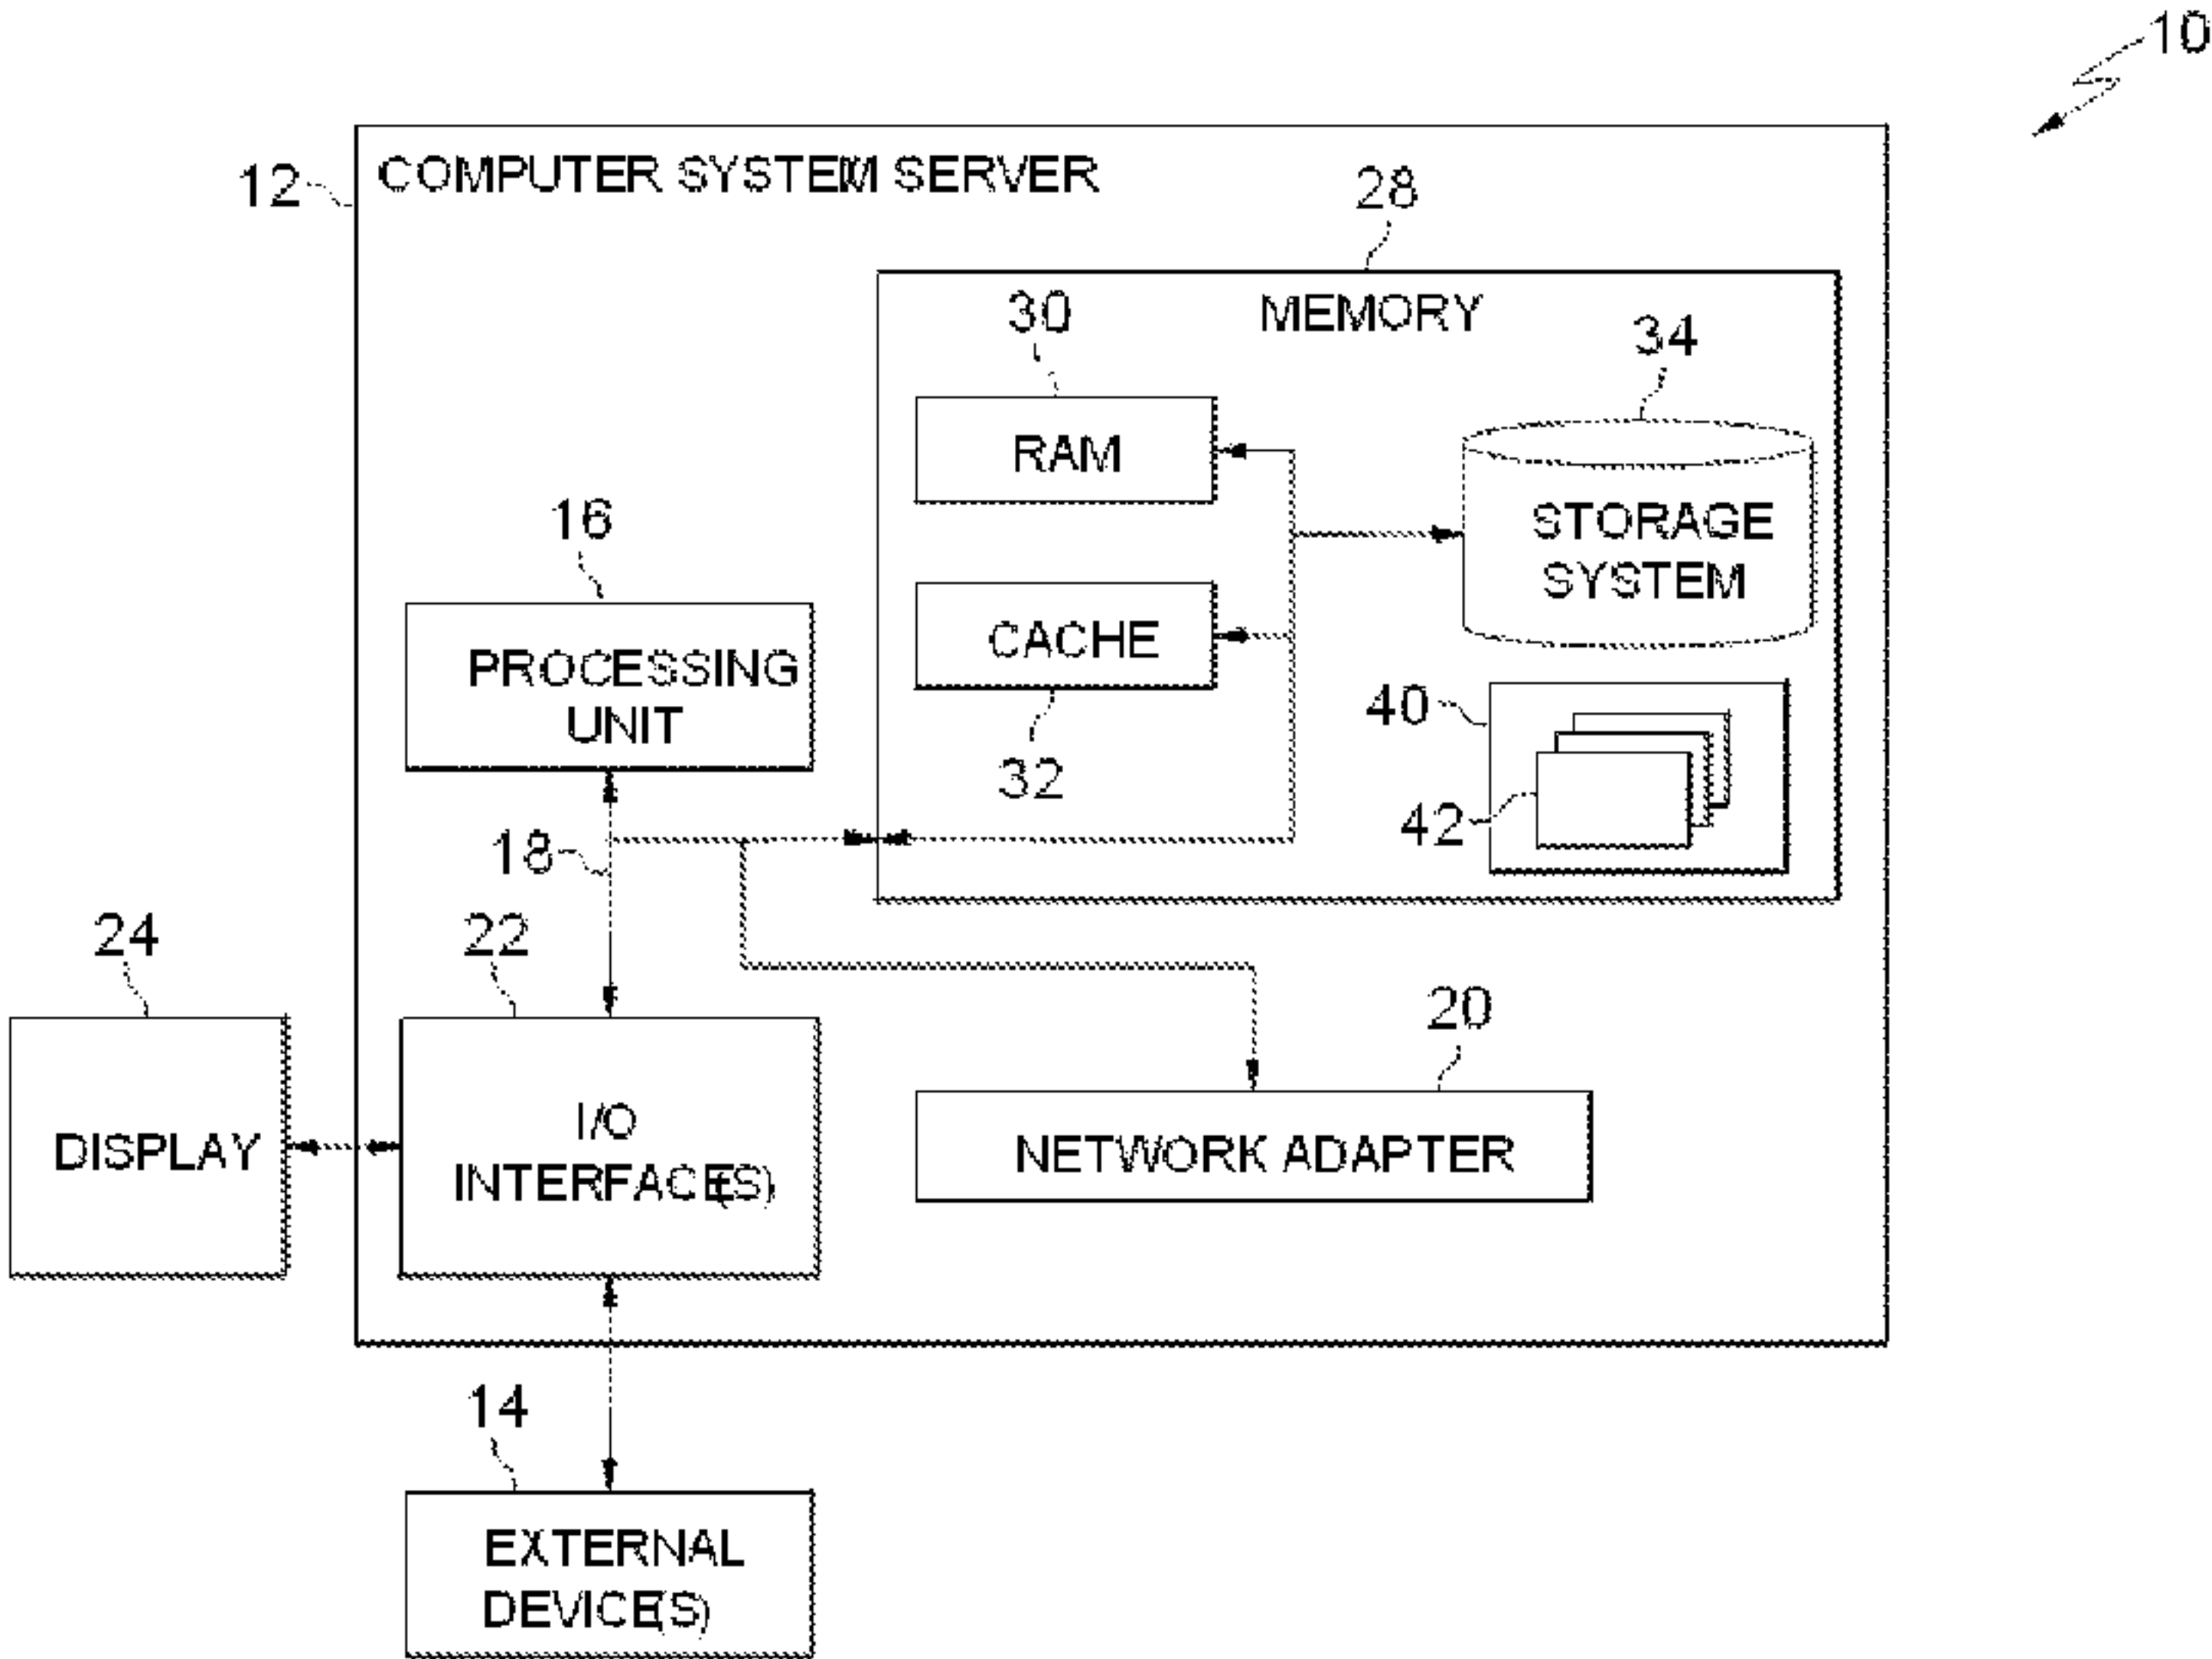 10
12
COMPUTER SYSTEM SERVER
28
MEMORY
30
34
RAM
STORAGE
SYSTEM
16
PROCESSING
UNIT
CACHE
32
40
42
18
24
22
20
DISPLAY
I/O
INTERFACE(S)
NETWORK ADAPTER
14
EXTERNAL
DEVICE(S)